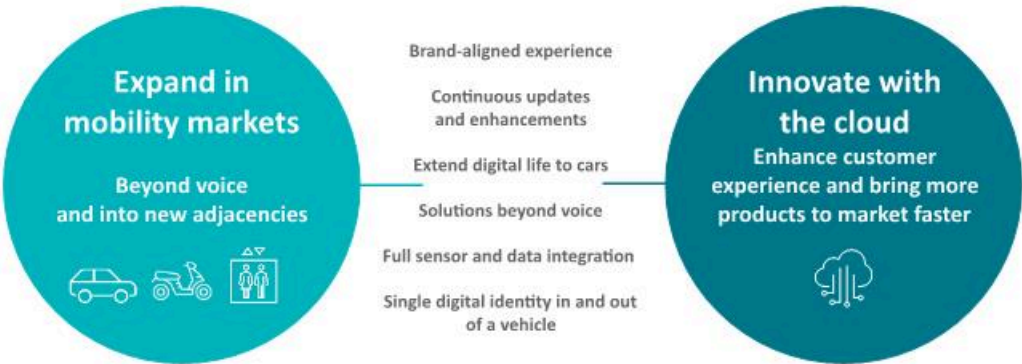 Expand in
mobility markets
Beyond voice
and into new adjacencies
Brand-aligned experience
Continuous updates
and enhancements
Extend digital life to cars
Solutions beyond voice
Full sensor and data integration
Single digital identity in and out
of a vehicle
Innovate with
the cloud
Enhance customer
experience and bring more
products to market faster